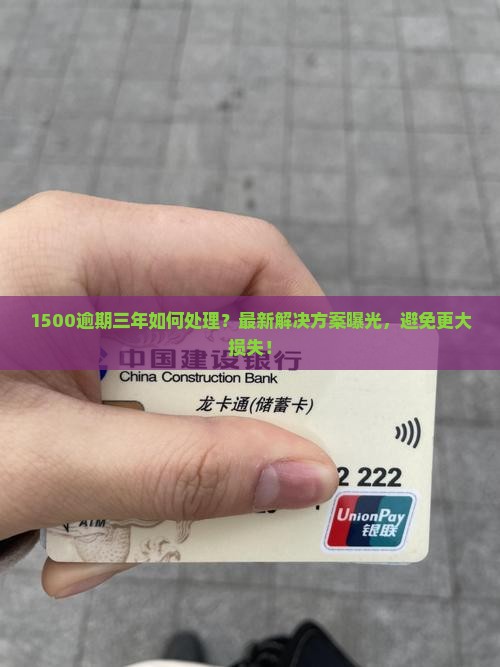 1500逾期三年如何处理？最新解决方案曝光，避免更大
损失！
中国建设银行
China Construction Bank
龙卡通(储蓄卡)
2 222
ATM
UnionPay
银联